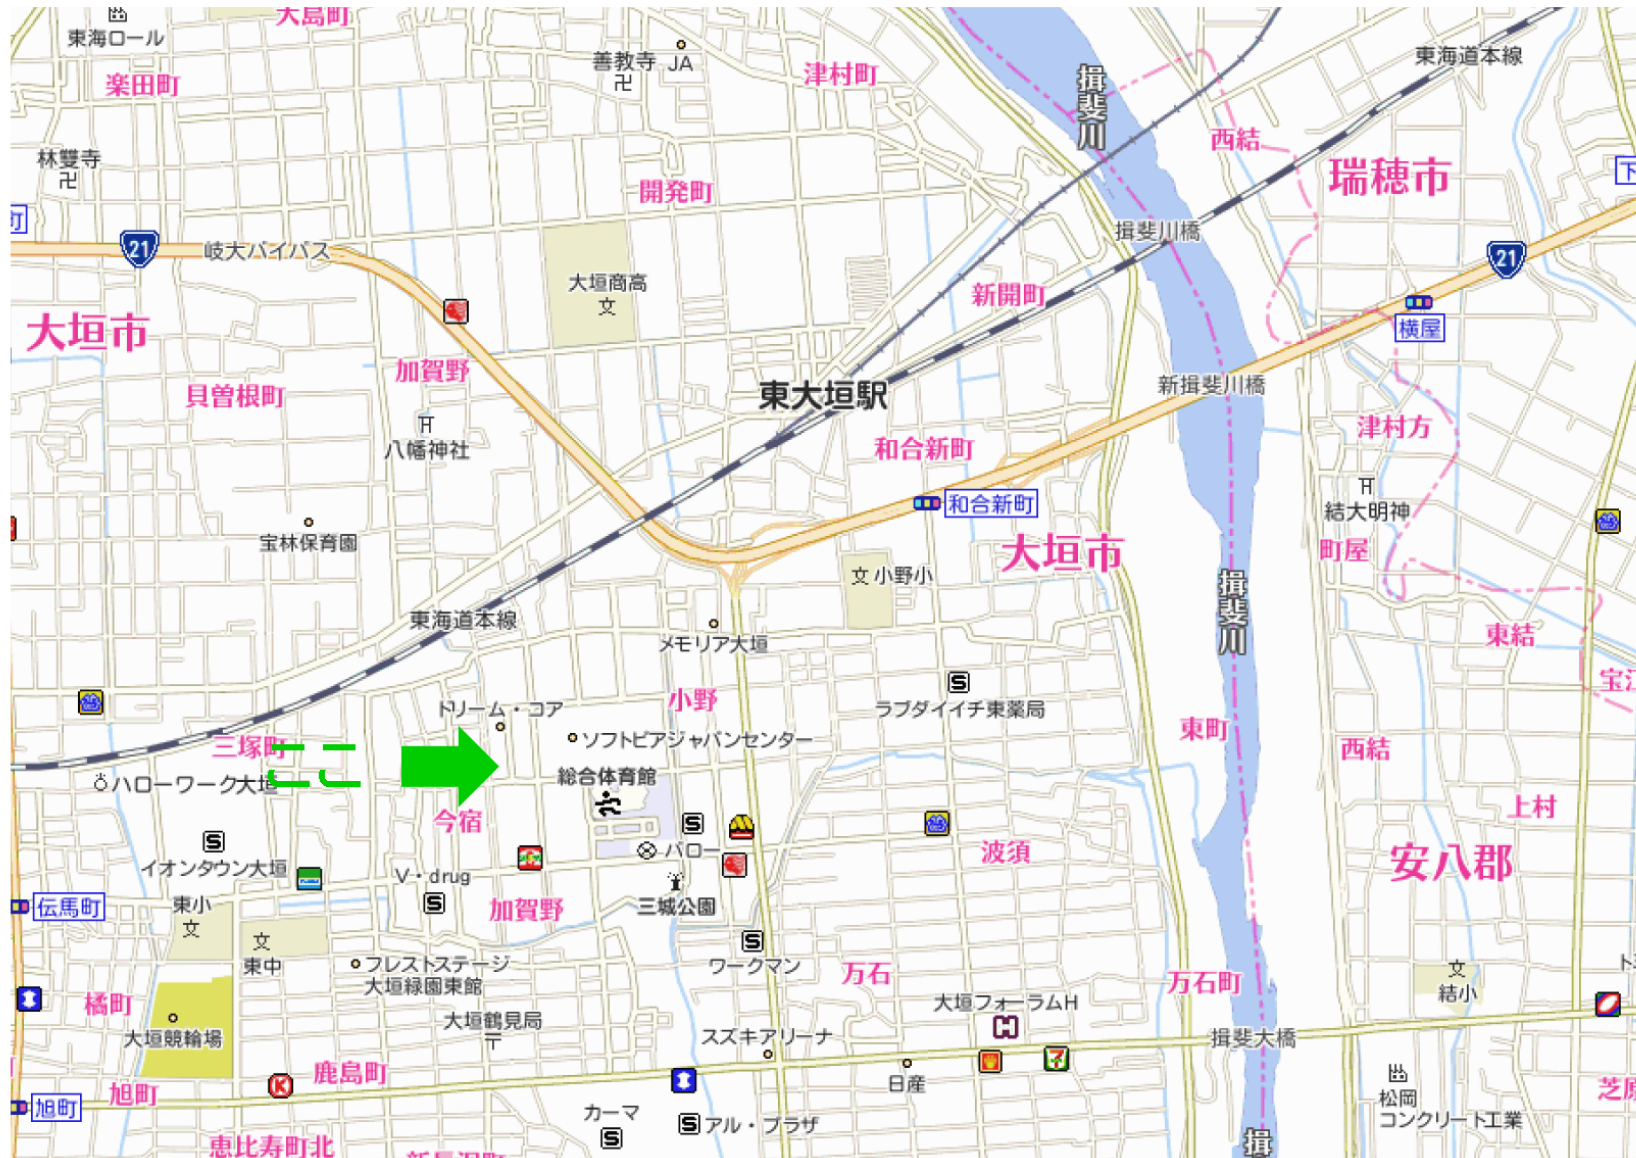 大島町
東海ロール
善教寺
JA
津村町
東海道本線
楽田町
揖斐川
西結
林雙寺
開発町
瑞穂市
21
岐大バイパス
揖斐川橋
21
大垣商高
文
新開町
大垣市
横屋
加賀野
新揖斐川橋
貝曽根町
東大垣駅
津村方
八幡神社
和合新町
和合新町
結大明神
宝林保育園
大垣市
町屋
文 小野小
揖斐川
東海道本線
メモリア大垣
東結
小野
ドリーム・コア
ラブダイイチ東薬局
三塚町
ソフトピアジャパンセンター
東町
西結
ハローワーク大垣
総合体育館
今宿
上村
バロー
波須
安八郡
イオンタウン大垣
V・drug
伝馬町
東小
文
加賀野
三城公園
文
東中
フレストステージ
大垣緑園東館
ワークマン
万石
万石町
文
結小
橘町
大垣フォーラムH
大垣競輪場
大垣鶴見局
スズキアリーナ
揖斐大橋
鹿島町
日産
旭町
旭町
カーマ
アル・プラザ
松岡
コンクリート工業
恵比寿町北
揖